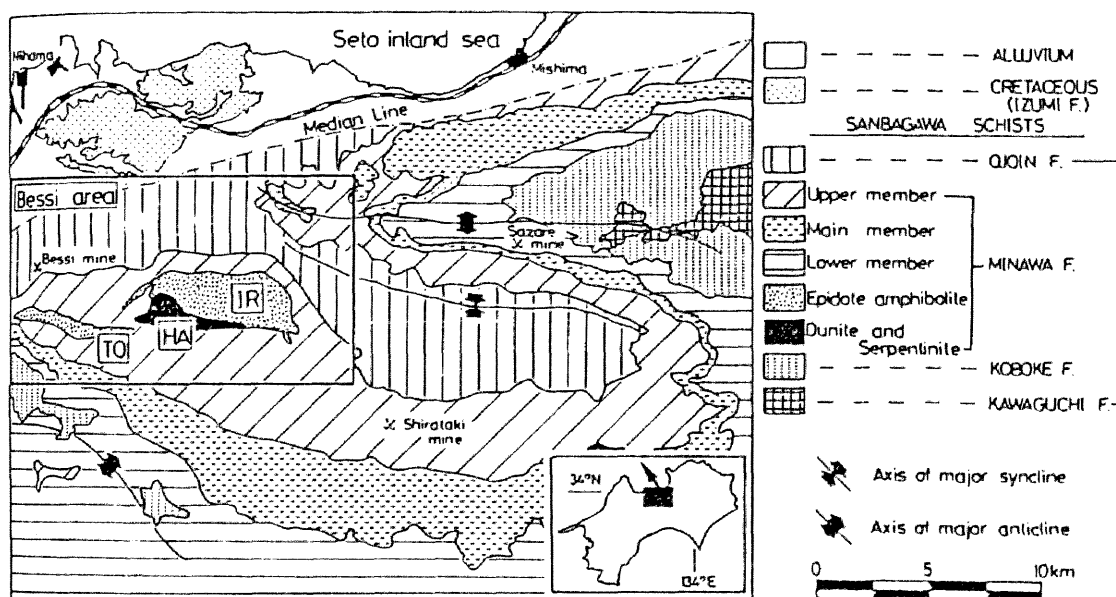 Niihama
Seto inland sea
Mishima
Median Line
Bessi area
Bessi mine
Sazare
mine
IR
HA
TO
Shirataki
mine
34°N
134°E
ALLUVIUM
CRETACEOUS
(IZUMI F.)
SANBAGAWA SCHISTS
OJOIN F.
Upper member
Main member
Lower member
MINAWA F.
Epidote amphibolite
Dunite and
Serpentinite
KOBOKE F.
KAWAGUCHI F.
Axis of major syncline
Axis of major anticline
0 5 10km